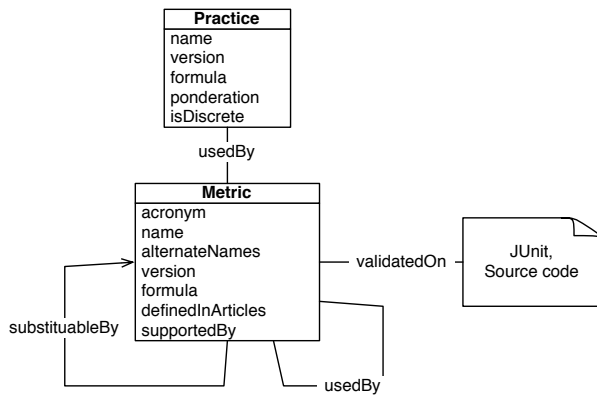 Practice
name
version
formula
ponderation
isDiscrete
usedBy
Metric
acronym
name
alternateNames
version
formula
definedInArticles
supportedBy
validatedOn
JUnit,
Source code
substituableBy
usedBy